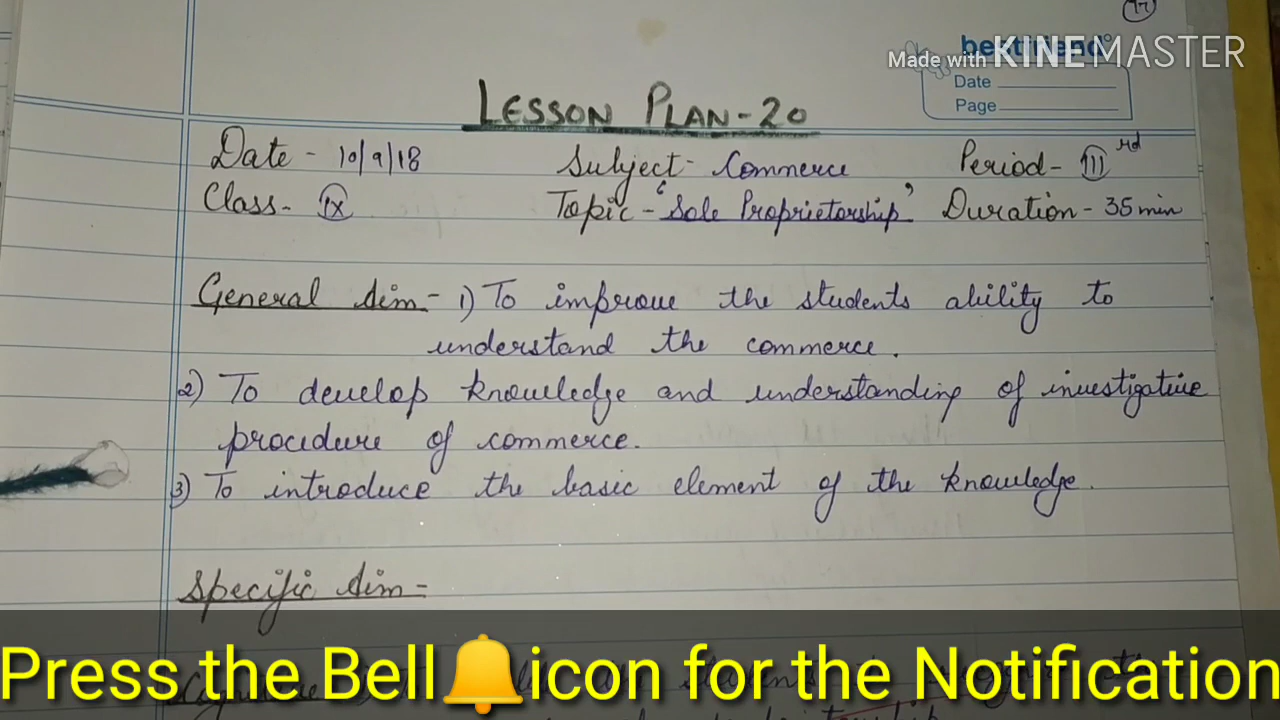 bestfriend
Made with KINEMASTER
Date
Page
LESSON PLAN-20
Date - 10/9/18 Subject- Commerce Period- III rd
Class- IX Topic - 'Sole Proprietorship' Duration - 35 min
General Aim - 1) To improve the students ability to
understand the commerce.
2) To develop knowledge and understanding of investigative
procedure of commerce.
3) To introduce the basic element of the knowledge.
Specific Aim -
Press the Bell🔔icon for the Notification